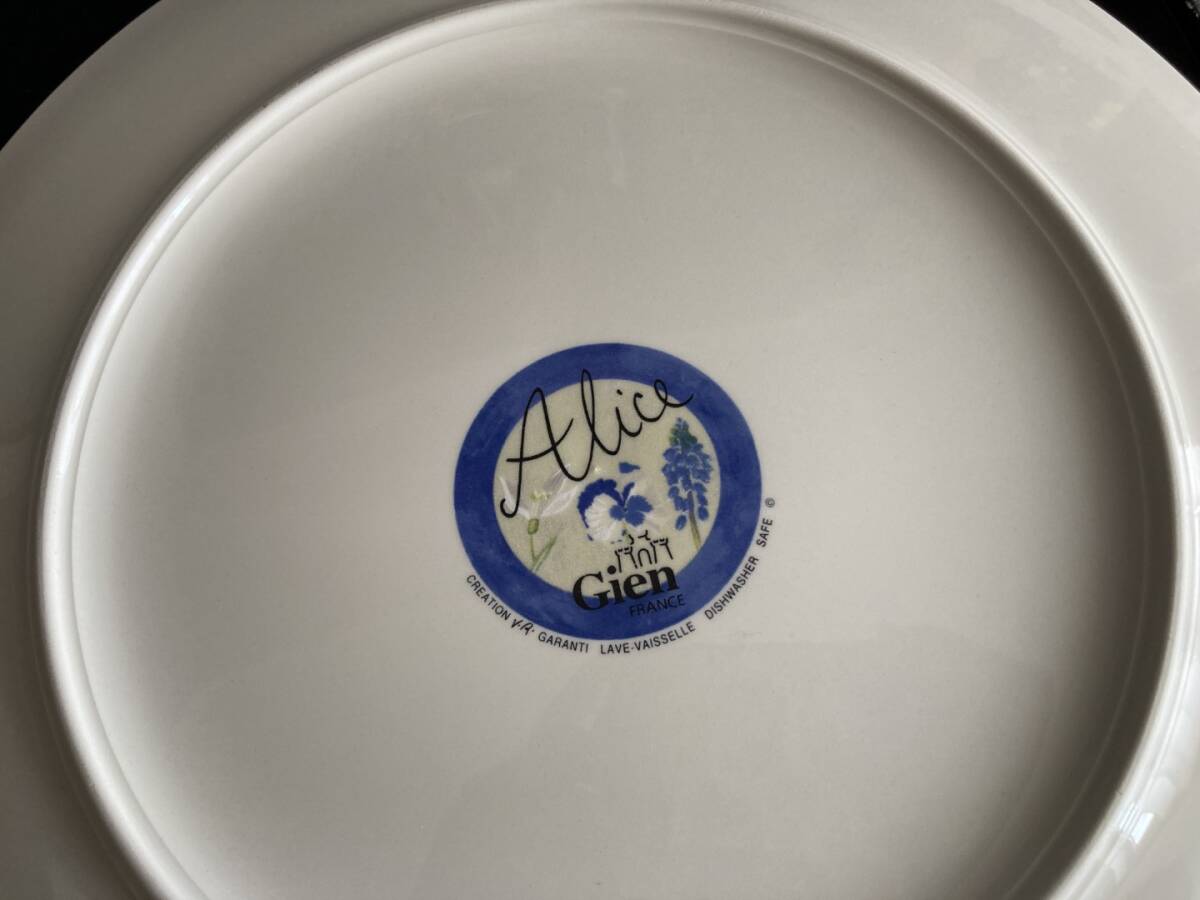 Alice
Gien
FRANCE
CREATION V.R. GARANTI LAVE-VAISSELLE DISHWASHER SAFE ©